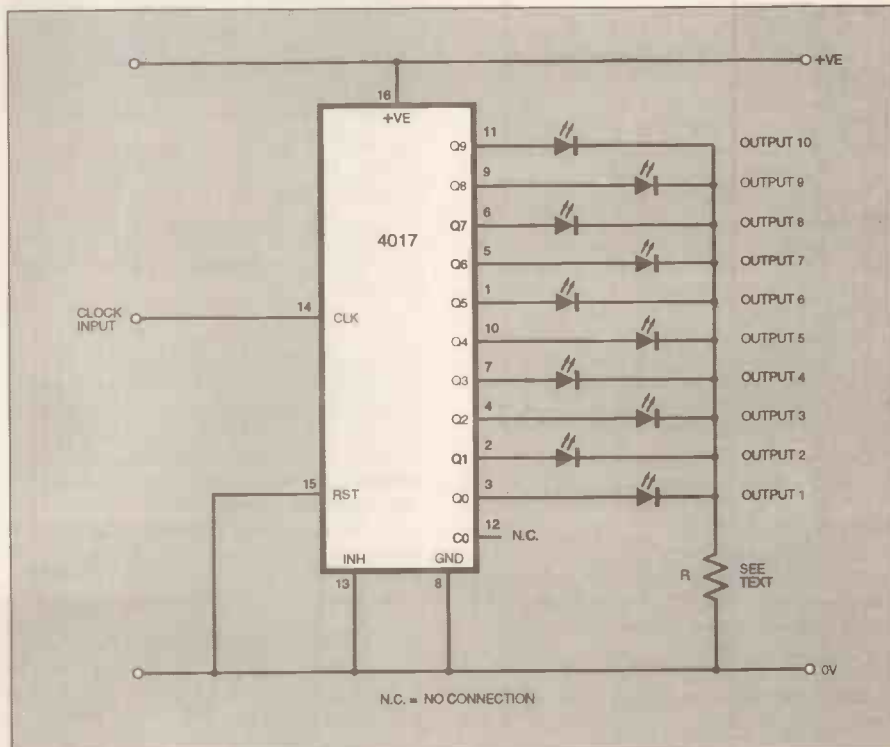 +VE
16
+VE
Q9 11 OUTPUT 10
Q8 9 OUTPUT 9
Q7 6 OUTPUT 8
4017
Q6 5 OUTPUT 7
Q5 1 OUTPUT 6
CLOCK
INPUT
14 CLK
Q4 10 OUTPUT 5
Q3 7 OUTPUT 4
Q2 4 OUTPUT 3
Q1 2 OUTPUT 2
15 RST
Q0 3 OUTPUT 1
C0 12 N.C.
INH GND
13 8
R SEE
TEXT
0V
N.C. = NO CONNECTION